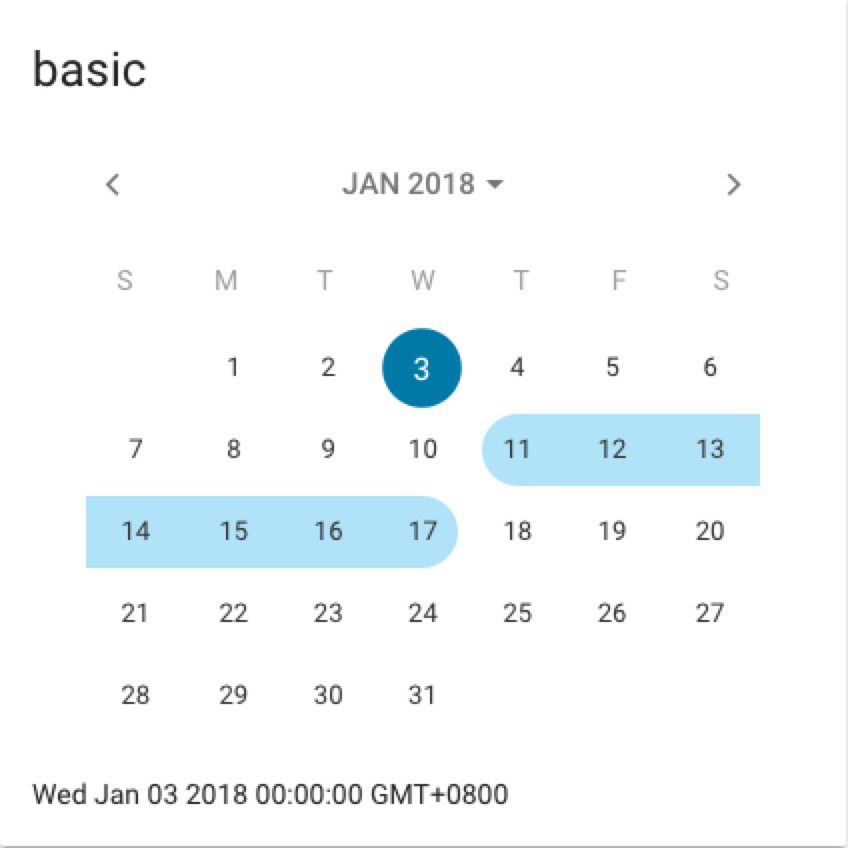 basic
JAN 2018
S M T W T F S
1 2 3 4 5 6
7 8 9 10 11 12 13
14 15 16 17 18 19 20
21 22 23 24 25 26 27
28 29 30 31
Wed Jan 03 2018 00:00:00 GMT+0800